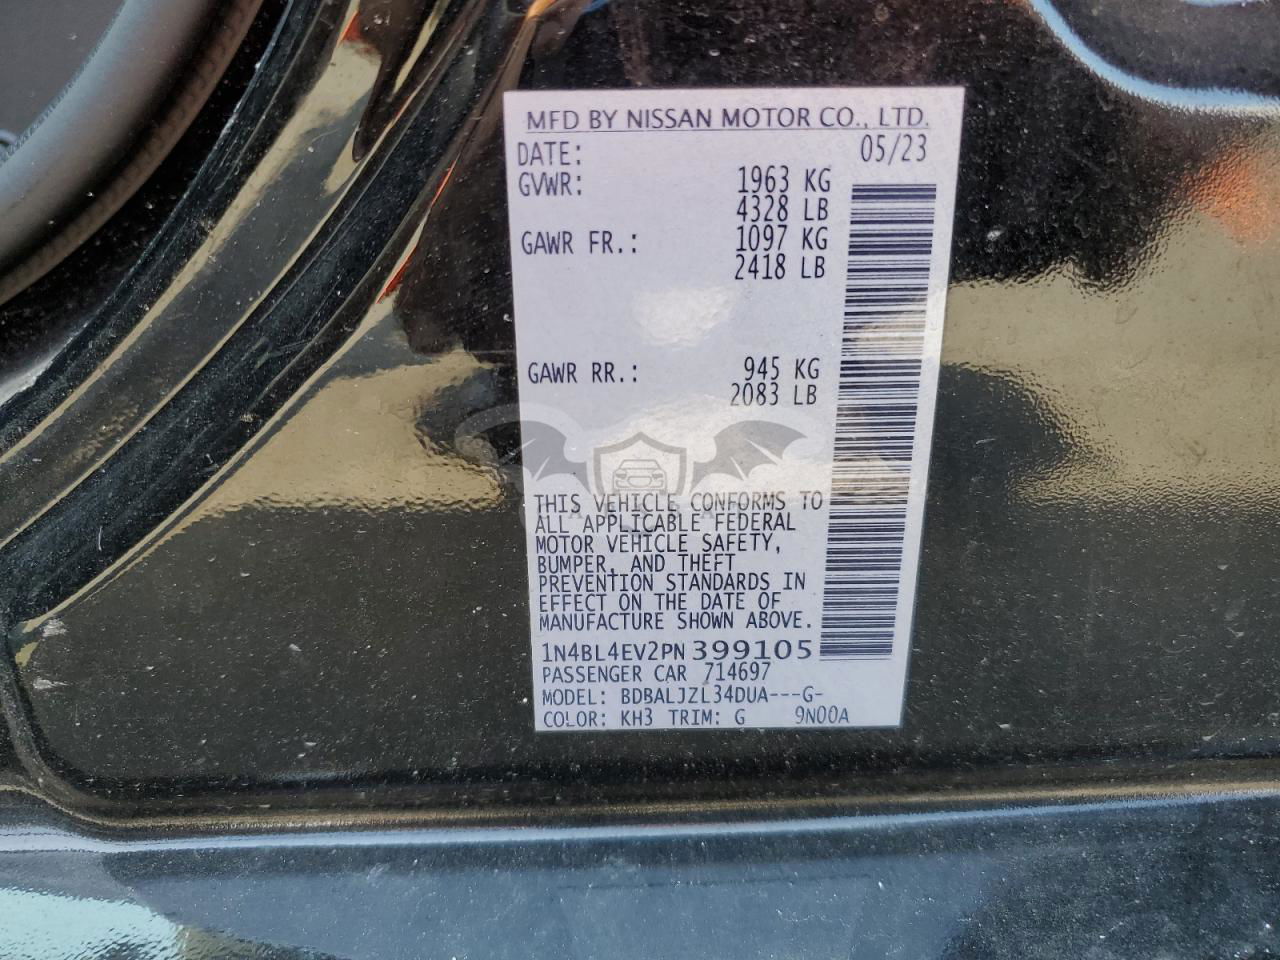 MFD BY NISSAN MOTOR CO., LTD.
DATE: 05/23
GVWR: 1963 KG
4328 LB
GAWR FR.: 1097 KG
2418 LB
GAWR RR.: 945 KG
2083 LB
THIS VEHICLE CONFORMS TO
ALL APPLICABLE FEDERAL
MOTOR VEHICLE SAFETY,
BUMPER, AND THEFT
PREVENTION STANDARDS IN
EFFECT ON THE DATE OF
MANUFACTURE SHOWN ABOVE.
1N4BL4EV2PN399105
PASSENGER CAR 714697
MODEL: BDBALJZL34DUA---G-
COLOR: KH3 TRIM: G 9N00A